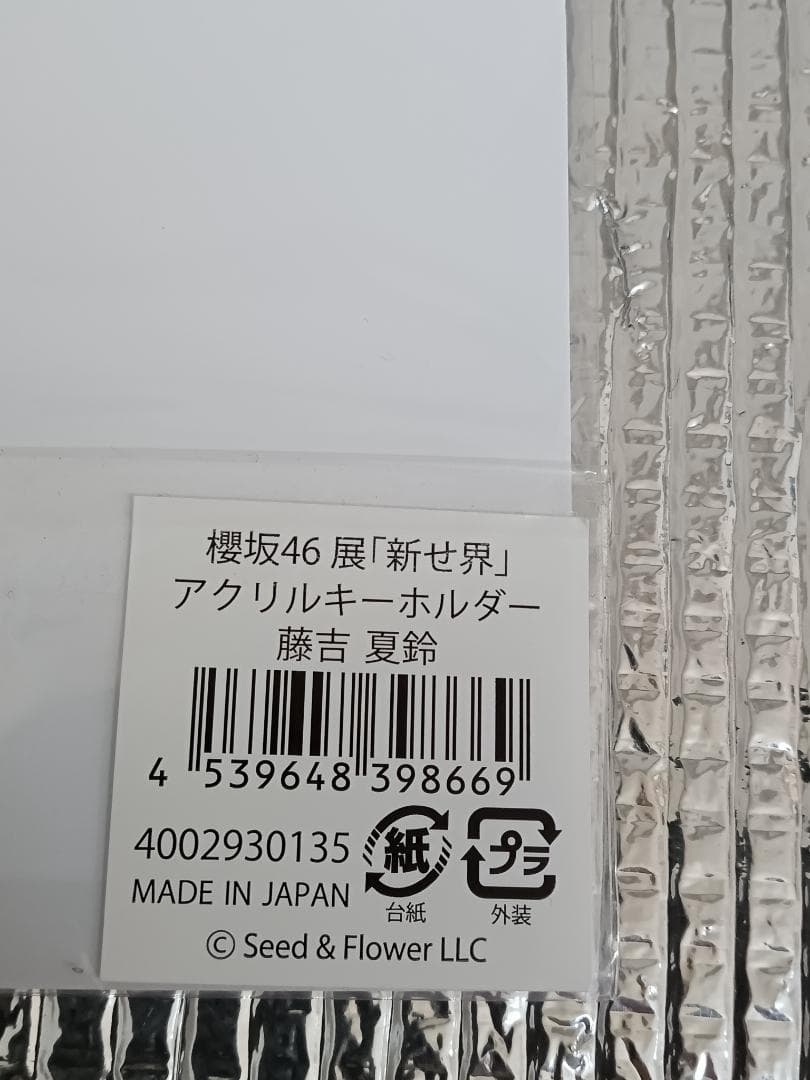 櫻坂46 展「新せ界」
アクリルキーホルダー
藤吉 夏鈴
4 539648 398669
4002930135
紙
プラ
MADE IN JAPAN
台紙
外装
© Seed & Flower LLC